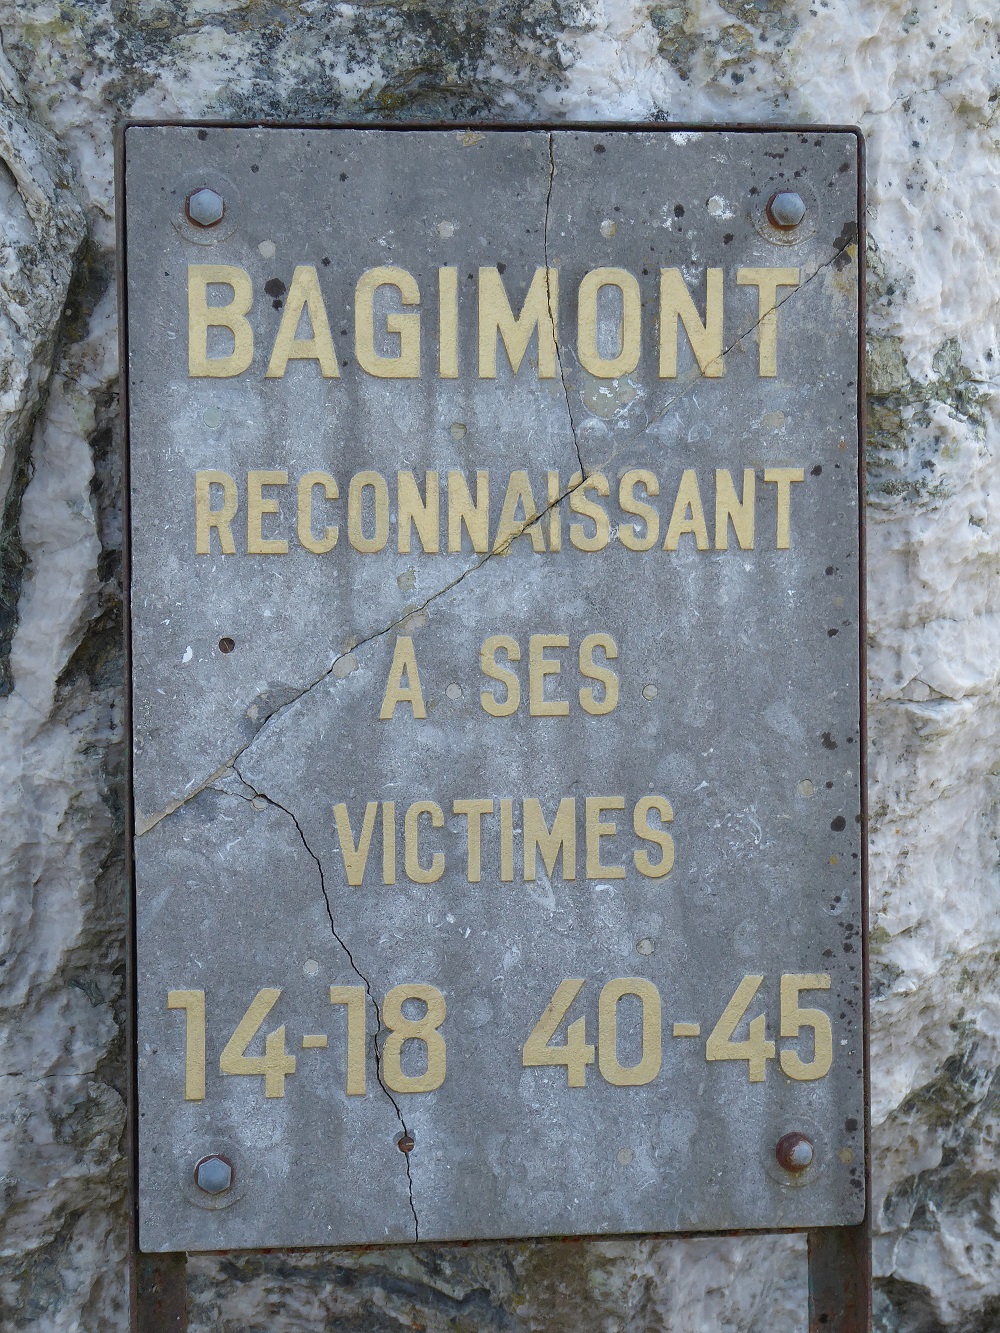 BAGIMONT
RECONNAISSANT
A SES
VICTIMES
14-18 40-45